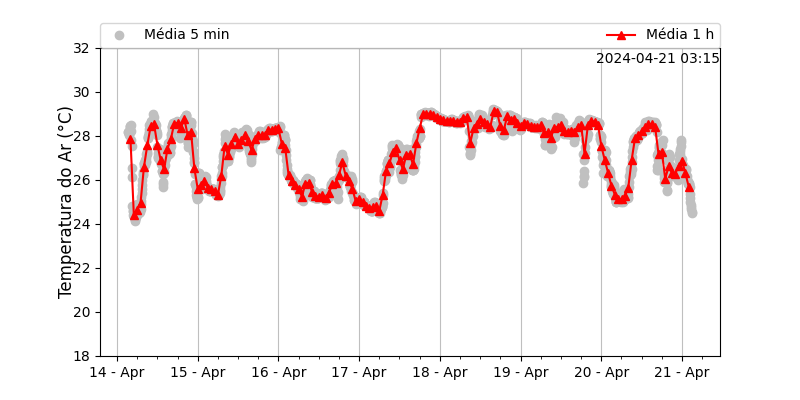 Média 5 min
Média 1 h
2024-04-21 03:15
Temperatura do Ar (°C)
32
30
28
26
24
22
20
18
14 - Apr
15 - Apr
16 - Apr
17 - Apr
18 - Apr
19 - Apr
20 - Apr
21 - Apr